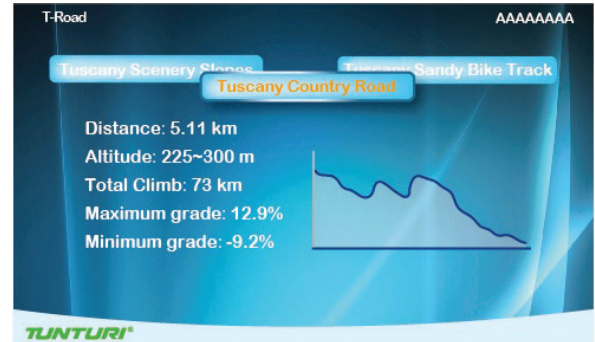 T-Road
AAAAAAAA
Tuscany Scenery Slopes
Tuscany Sandy Bike Track
Tuscany Country Road
Distance: 5.11 km
Altitude: 225~300 m
Total Climb: 73 km
Maximum grade: 12.9%
Minimum grade: -9.2%
TUNTURI®